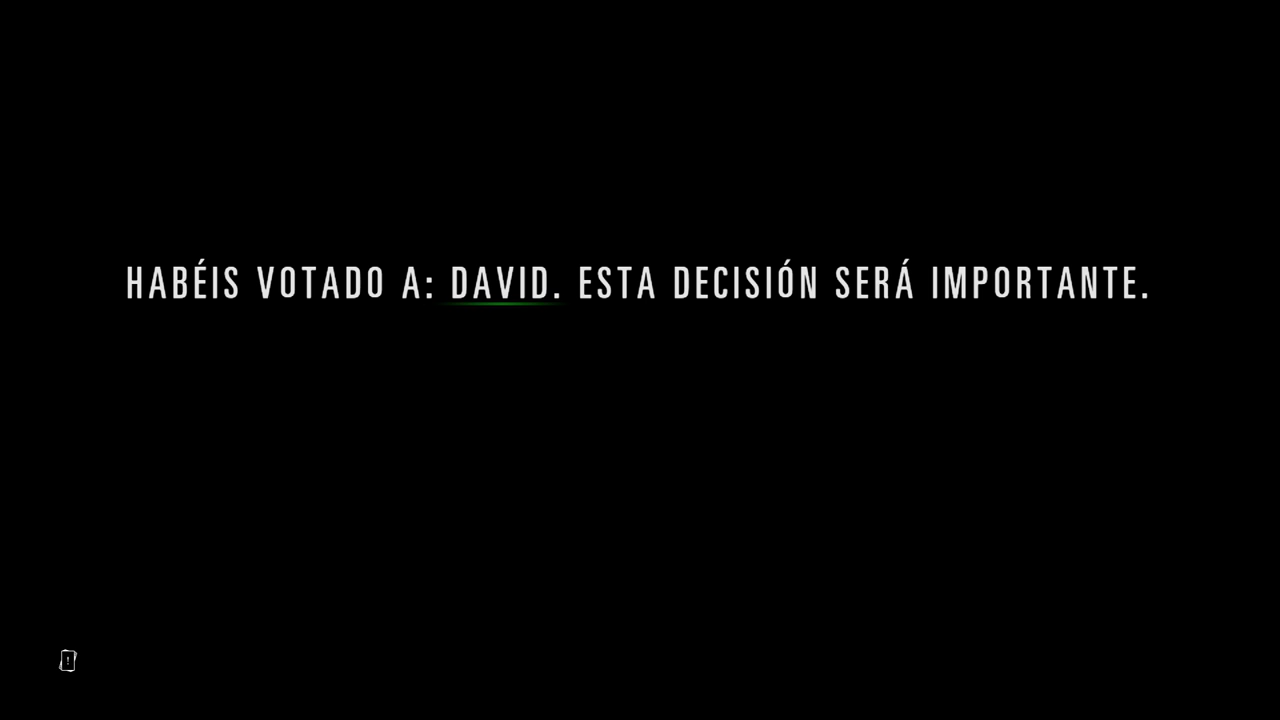 HABÉIS VOTADO A: DAVID. ESTA DECISIÓN SERÁ IMPORTANTE.
!